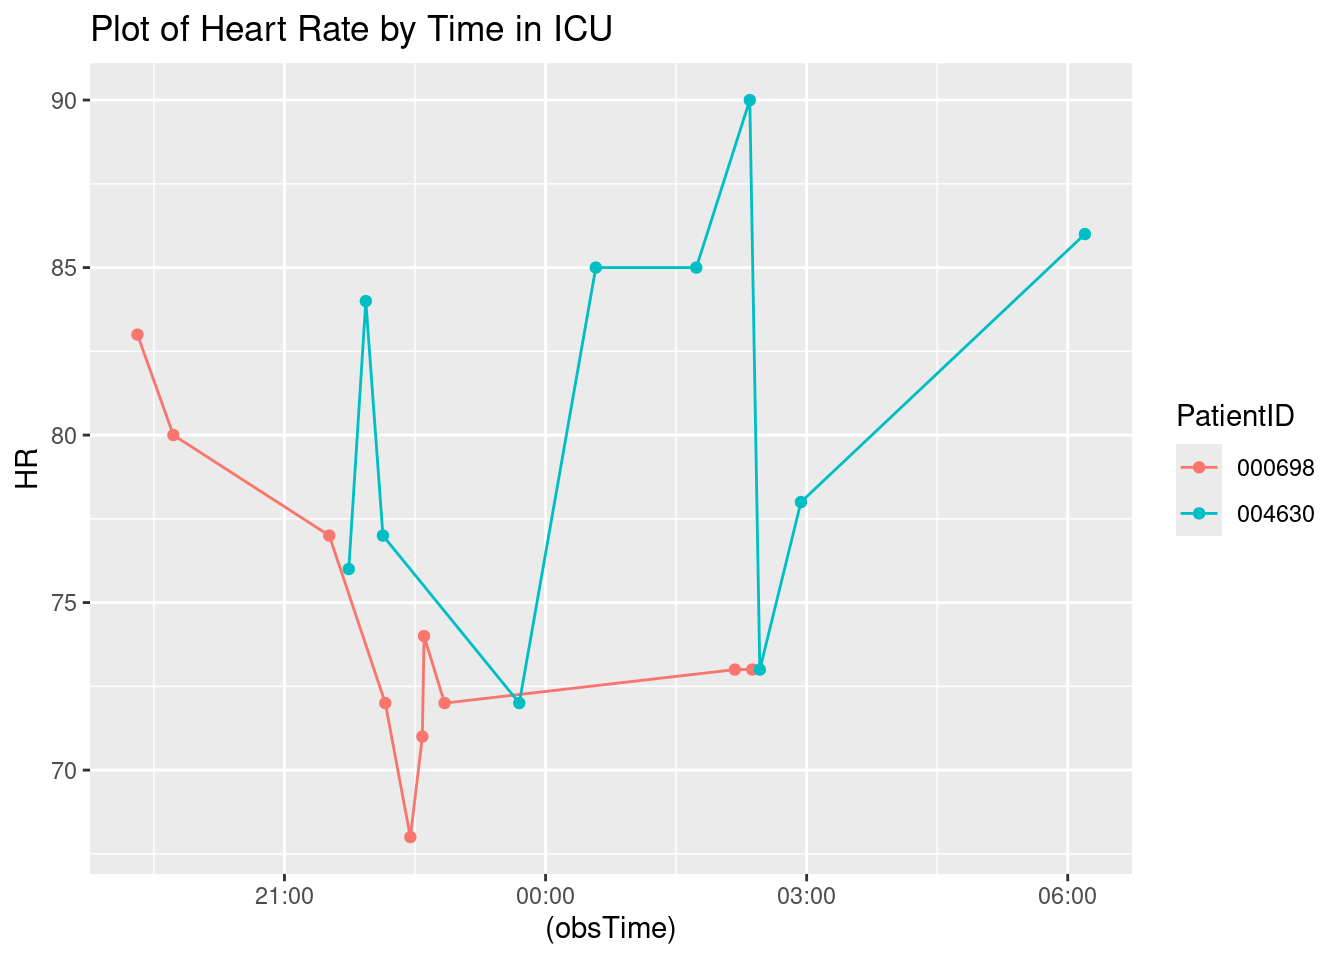 Plot of Heart Rate by Time in ICU
90
85
80
75
70
HR
21:00
00:00
03:00
06:00
(obsTime)
PatientID
000698
004630